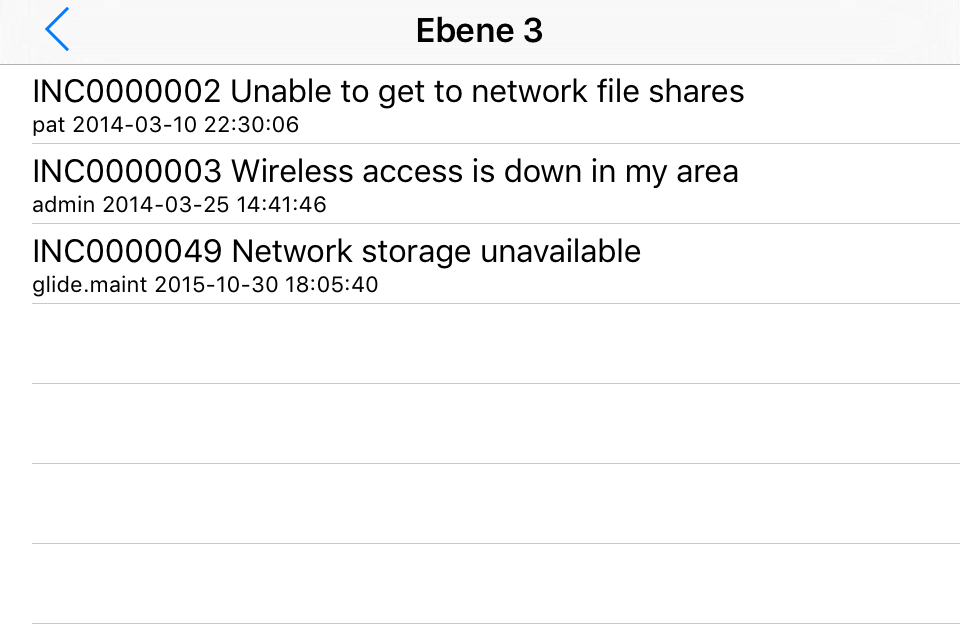 Ebene 3
INC0000002 Unable to get to network file shares
pat 2014-03-10 22:30:06
INC0000003 Wireless access is down in my area
admin 2014-03-25 14:41:46
INC0000049 Network storage unavailable
glide.maint 2015-10-30 18:05:40